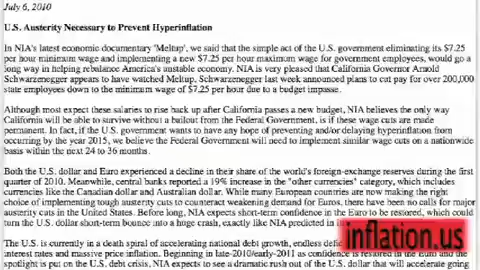 July 6, 2010
U.S. Austerity Necessary to Prevent Hyperinflation
In NIA's latest economic documentary 'Meltup', we said that the simple act of the U.S. government eliminating its $7.25
per hour minimum wage and implementing a new $7.25 per hour maximum wage for government employees, would go
a long way in helping rebalance America's unstable economy. NIA is very pleased that California Governor Arnold
Schwarzenegger appears to have watched Meltup. Schwarzenegger last week announced plans to cut pay for over 200,000
state employees down to the minimum wage of $7.25 per hour due to a budget impasse.
Although most expect these salaries to rise back up after California passes a new budget, NIA believes the only way
California will be able to survive without a bailout from the Federal Government, is if these wage cuts are made
permanent. In fact, if the U.S. government wants to have any hope of preventing and/or delaying hyperinflation from
occurring by the year 2015, we believe the Federal Government will need to implement similar wage cuts on a nationwide
basis within the next 24 to 36 months.
Both the U.S. dollar and Euro experienced a decline in their share of the world's foreign-exchange reserves during the first
quarter of 2010. Meanwhile, central banks reported a 19% increase in the "other currencies" category, which includes
currencies like the Canadian dollar and Australian dollar. While many European countries are now making the right
choice of implementing tough austerity cuts to counteract weakening demand for Euros, there have been no calls for major
austerity cuts in the United States. Before long, NIA expects short-term confidence in the Euro to be restored, which could
turn the U.S. dollar short-term bounce into a huge crash, exactly like NIA predicted in
The U.S. is currently in a death spiral of accelerating national debt growth, endless defic
interest rates and massive price inflation. Beginning in late-2010/early-2011 as confidence is restored in the Euro and the
spotlight is put on the U.S. debt crisis, NIA expects to see a dramatic rush out of the U.S. dollar that will accelerate going
inflation.us